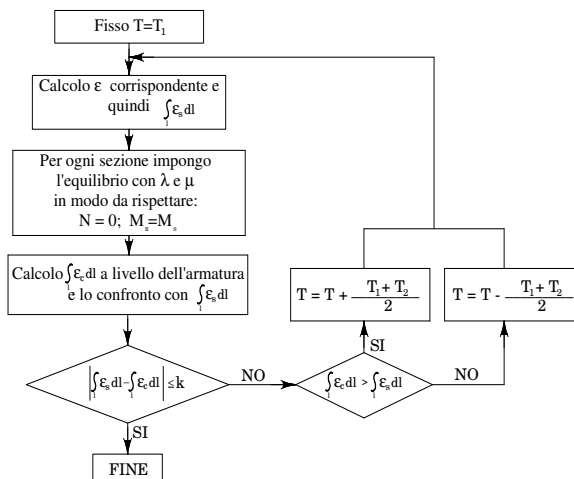 Fisso T=T₁
Calcolo ε corrispondente e
quindi ∫ₗ εₛ dl
Per ogni sezione impongo
l'equilibrio con λ e μ
in modo da rispettare:
N = 0; Mₙ=Mₛ
Calcolo ∫ₗ ε꜀ dl a livello dell'armatura
e lo confronto con ∫ₗ εₛ dl
|∫ₗ εₛ dl-∫ₗ ε꜀ dl| ≤ k
NO
SI
FINE
∫ₗ ε꜀ dl > ∫ₗ εₛ dl
SI
NO
T = T + (T₁+ T₂)/2
T = T - (T₁+ T₂)/2